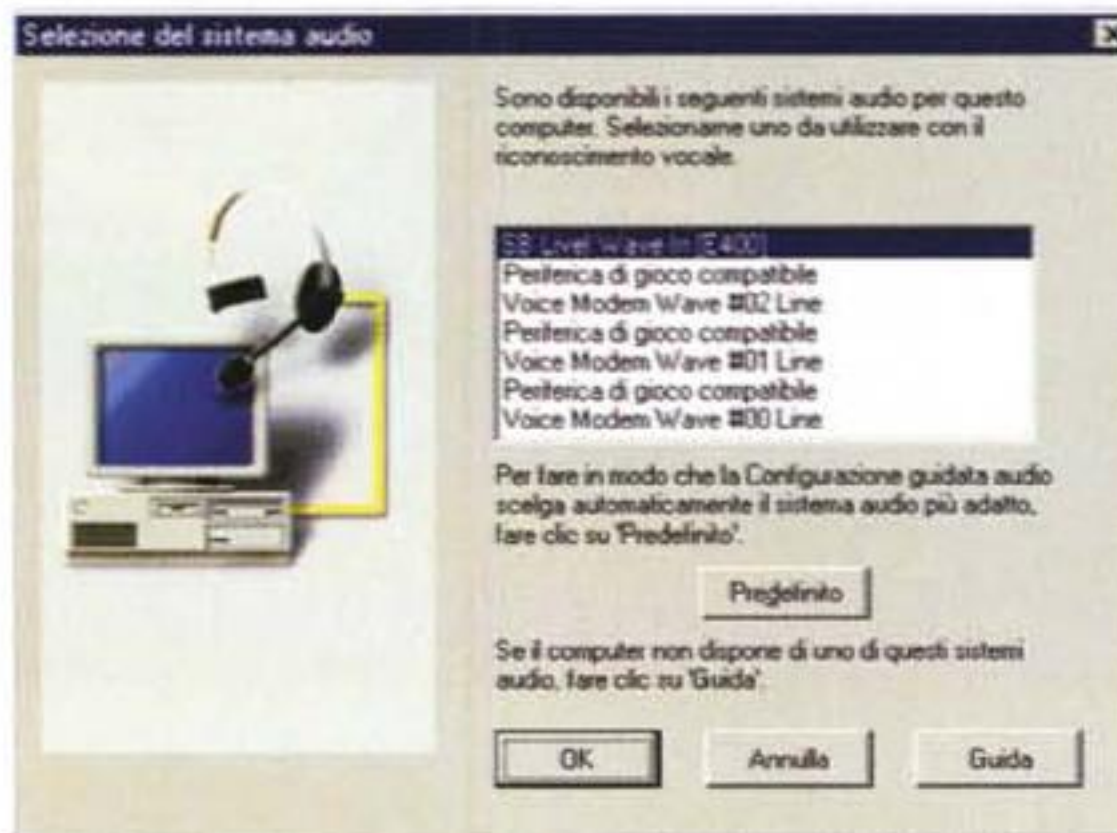 Selezione del sistema audio
Sono disponibili i seguenti sistemi audio per questo
computer. Selezionarne uno da utilizzare con il
riconoscimento vocale.
SB Live! Wave In [E400]
Periferica di gioco compatibile
Voice Modem Wave #02 Line
Periferica di gioco compatibile
Voice Modem Wave #01 Line
Periferica di gioco compatibile
Voice Modem Wave #00 Line
Per fare in modo che la Configurazione guidata audio
scelga automaticamente il sistema audio più adatto,
fare clic su 'Predefinito'.
Predefinito
Se il computer non dispone di uno di questi sistemi
audio, fare clic su 'Guida'.
OK
Annulla
Guida